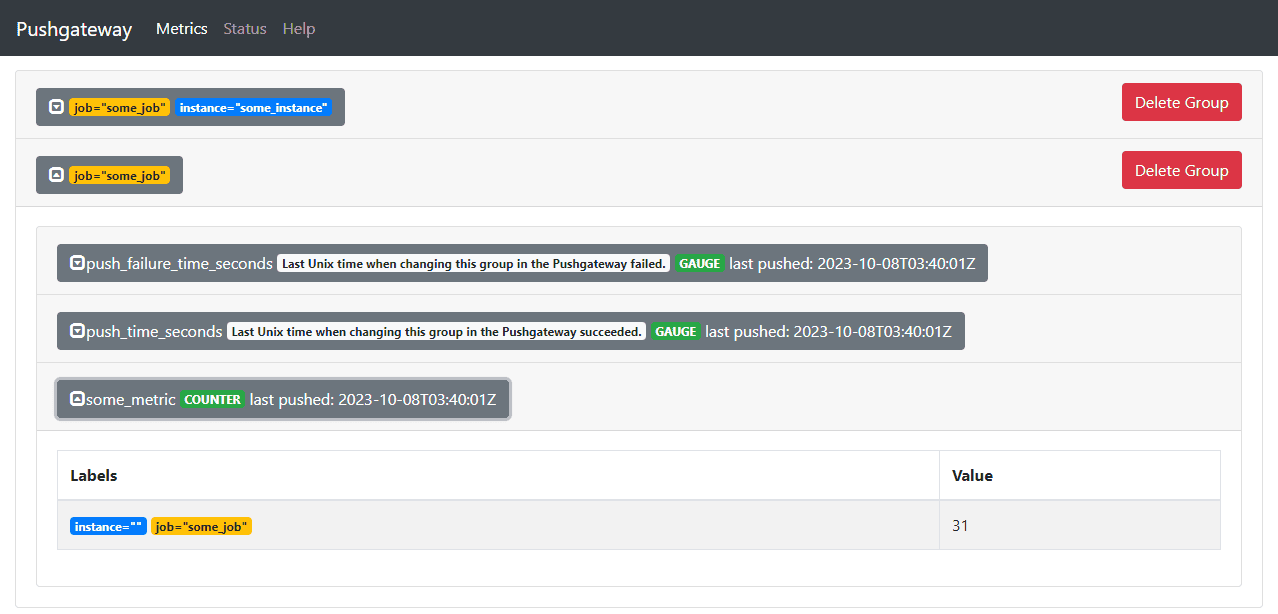 Pushgateway Metrics Status Help
job="some_job" instance="some_instance" Delete Group
job="some_job" Delete Group
push_failure_time_seconds Last Unix time when changing this group in the Pushgateway failed. GAUGE last pushed: 2023-10-08T03:40:01Z
push_time_seconds Last Unix time when changing this group in the Pushgateway succeeded. GAUGE last pushed: 2023-10-08T03:40:01Z
some_metric COUNTER last pushed: 2023-10-08T03:40:01Z
Labels Value
instance="" job="some_job" 31